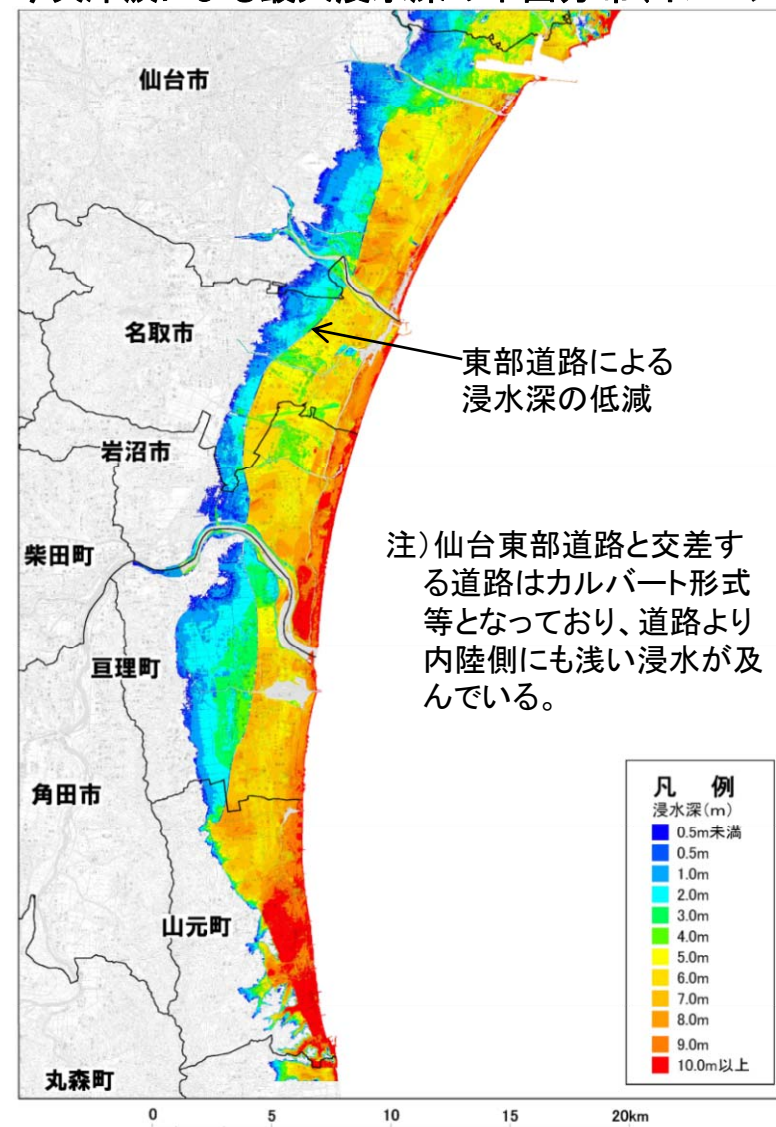 仙台市
名取市
東部道路による
浸水深の低減
岩沼市
注)仙台東部道路と交差す
る道路はカルバート形式
等となっており、道路より
内陸側にも浅い浸水が及
んでいる。
柴田町
亘理町
角田市
凡 例
浸水深(m)
0.5m未満
0.5m
1.0m
2.0m
3.0m
4.0m
5.0m
6.0m
7.0m
8.0m
9.0m
10.0m以上
山元町
丸森町
0 5 10 15 20km